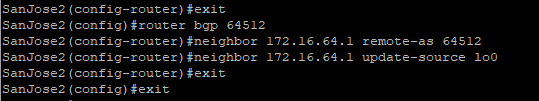 SanJose2(config-router)#exit
SanJose2(config)#router bgp 64512
SanJose2(config-router)#neighbor 172.16.64.1 remote-as 64512
SanJose2(config-router)#neighbor 172.16.64.1 update-source lo0
SanJose2(config-router)#exit
SanJose2(config)#exit